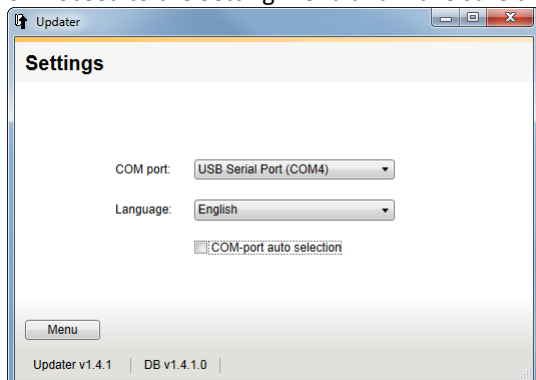 Updater
Settings
COM port: USB Serial Port (COM4)
Language: English
COM-port auto selection
Menu
Updater v1.4.1 DB v1.4.1.0